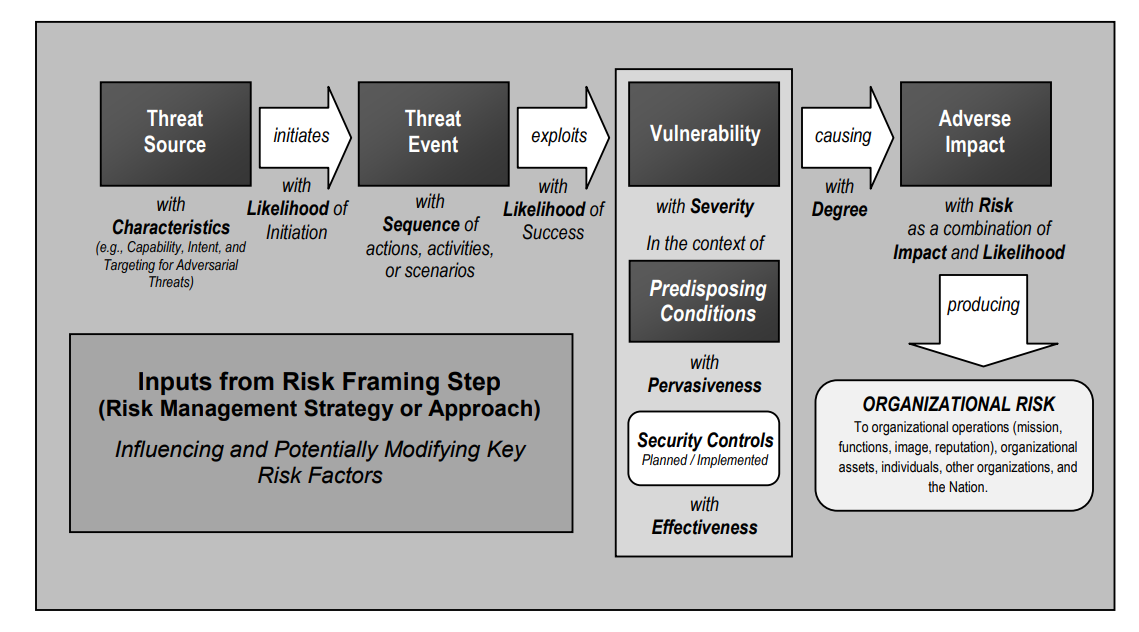 Threat
Source
initiates
Threat
Event
exploits
Vulnerability
causing
Adverse
Impact
with
Characteristics
(e.g., Capability, Intent, and
Targeting for Adversarial
Threats)
with
Likelihood of
Initiation
with
Sequence of
actions, activities,
or scenarios
with
Likelihood of
Success
with Severity
In the context of
Predisposing
Conditions
with
Pervasiveness
Security Controls
Planned / Implemented
with
Effectiveness
with
Degree
with Risk
as a combination of
Impact and Likelihood
producing
ORGANIZATIONAL RISK
To organizational operations (mission,
functions, image, reputation), organizational
assets, individuals, other organizations, and
the Nation.
Inputs from Risk Framing Step
(Risk Management Strategy or Approach)
Influencing and Potentially Modifying Key
Risk Factors